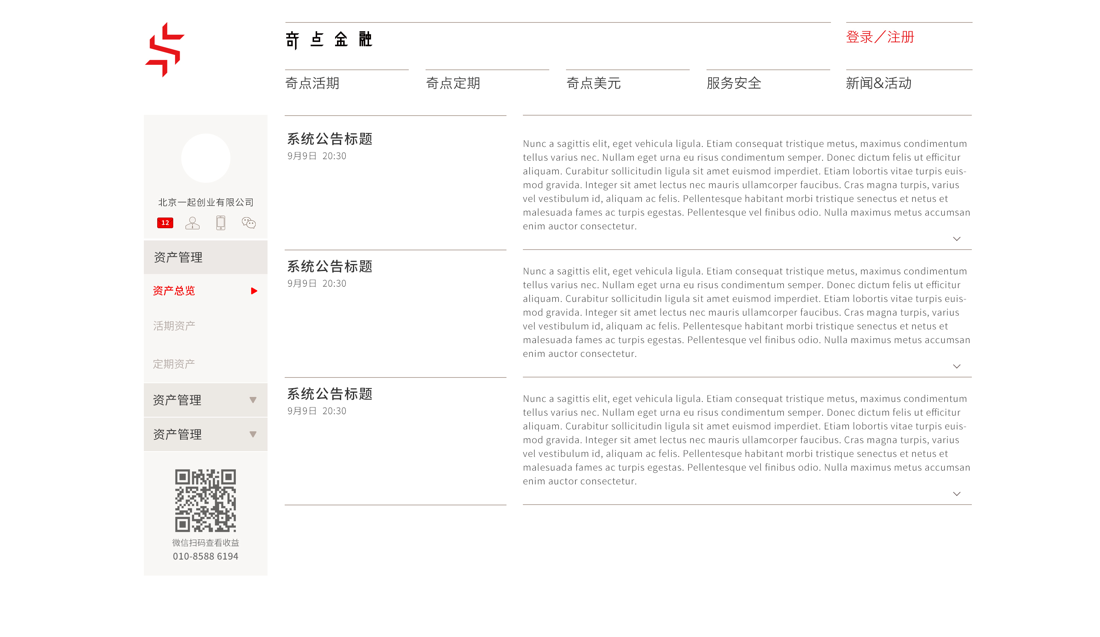 奇点金融
登录／注册
奇点活期
奇点定期
奇点美元
服务安全
新闻&活动
北京一起创业有限公司
12
资产管理
资产总览
活期资产
定期资产
资产管理
资产管理
微信扫码查看收益
010-8588 6194
系统公告标题
9月9日 20:30
Nunc a sagittis elit, eget vehicula ligula. Etiam consequat tristique metus, maximus condimentum
tellus varius nec. Nullam eget urna eu risus condimentum semper. Donec dictum felis ut efficitur
aliquam. Curabitur sollicitudin ligula sit amet euismod imperdiet. Etiam lobortis vitae turpis euis-
mod gravida. Integer sit amet lectus nec mauris ullamcorper faucibus. Cras magna turpis, varius
vel vestibulum id, aliquam ac felis. Pellentesque habitant morbi tristique senectus et netus et
malesuada fames ac turpis egestas. Pellentesque vel finibus odio. Nulla maximus metus accumsan
enim auctor consectetur.
系统公告标题
9月9日 20:30
Nunc a sagittis elit, eget vehicula ligula. Etiam consequat tristique metus, maximus condimentum
tellus varius nec. Nullam eget urna eu risus condimentum semper. Donec dictum felis ut efficitur
aliquam. Curabitur sollicitudin ligula sit amet euismod imperdiet. Etiam lobortis vitae turpis euis-
mod gravida. Integer sit amet lectus nec mauris ullamcorper faucibus. Cras magna turpis, varius
vel vestibulum id, aliquam ac felis. Pellentesque habitant morbi tristique senectus et netus et
malesuada fames ac turpis egestas. Pellentesque vel finibus odio. Nulla maximus metus accumsan
enim auctor consectetur.
系统公告标题
9月9日 20:30
Nunc a sagittis elit, eget vehicula ligula. Etiam consequat tristique metus, maximus condimentum
tellus varius nec. Nullam eget urna eu risus condimentum semper. Donec dictum felis ut efficitur
aliquam. Curabitur sollicitudin ligula sit amet euismod imperdiet. Etiam lobortis vitae turpis euis-
mod gravida. Integer sit amet lectus nec mauris ullamcorper faucibus. Cras magna turpis, varius
vel vestibulum id, aliquam ac felis. Pellentesque habitant morbi tristique senectus et netus et
malesuada fames ac turpis egestas. Pellentesque vel finibus odio. Nulla maximus metus accumsan
enim auctor consectetur.